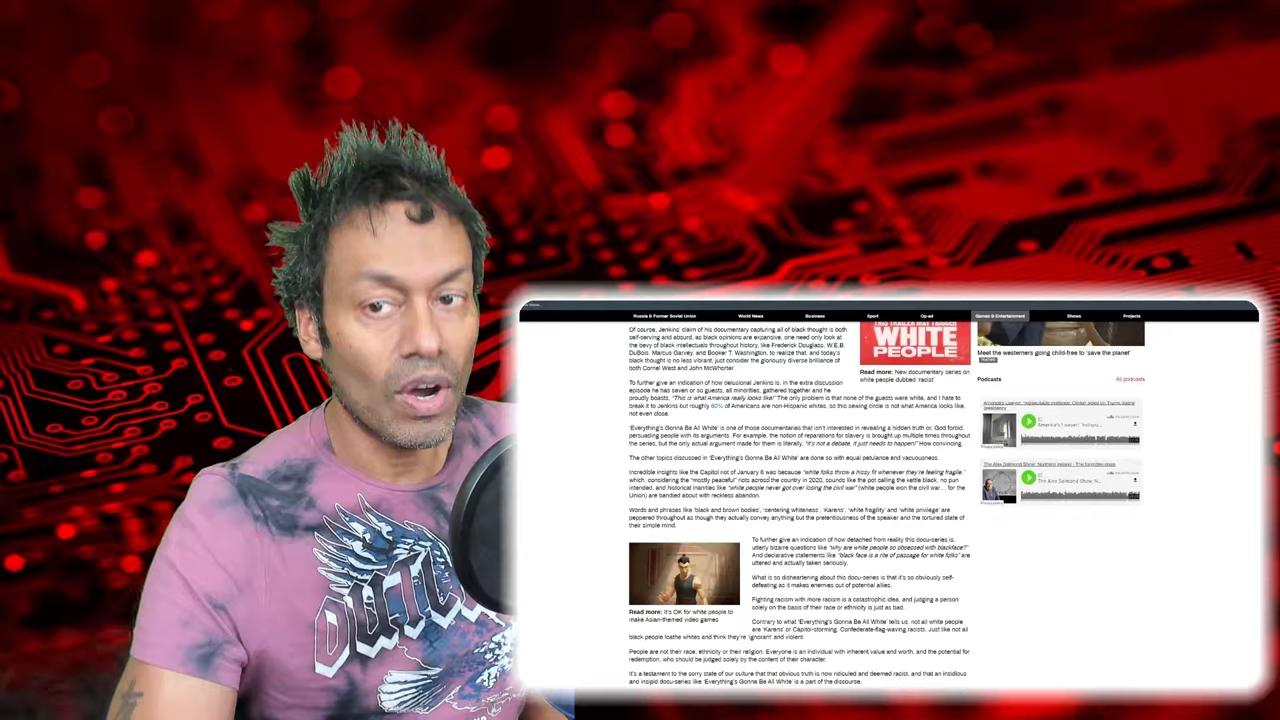 Russia & Former Soviet Union
World News
Business
Sport
Op-ed
Games & Entertainment
Shows
Projects
Of course, Jenkins' claim of his documentary capturing all of black thought is both
self-serving and absurd, as black opinions are expansive, one need only look at
the bevy of black intellectuals throughout history, like Frederick Douglass, W.E.B.
DuBois, Marcus Garvey, and Booker T. Washington, to realize that, and today's
black thought is no less vibrant, just consider the gloriously diverse brilliance of
both Cornel West and John McWhorter.
THIS TRAILER MAY TRIGGER
WHITE
PEOPLE
Read more: New documentary series on
white people dubbed 'racist'
To further give an indication of how delusional Jenkins is, in the extra discussion
episode he has seven or so guests, all minorities, gathered together and he
proudly boasts, "This is what America really looks like!" The only problem is that none of the guests were white, and I hate to
break it to Jenkins but roughly 60% of Americans are non-Hispanic whites, so this sewing circle is not what America looks like,
not even close.
'Everything's Gonna Be All White' is one of those documentaries that isn't interested in revealing a hidden truth or, God forbid,
persuading people with its arguments. For example, the notion of reparations for slavery is brought up multiple times throughout
the series, but the only actual argument made for them is literally, "it's not a debate, it just needs to happen!" How convincing.
The other topics discussed in 'Everything's Gonna Be All White' are done so with equal petulance and vacuousness.
Incredible insights like the Capitol riot of January 6 was because "white folks throw a hissy fit whenever they're feeling fragile,"
which, considering the "mostly peaceful" riots across the country in 2020, sounds like the pot calling the kettle black, no pun
intended, and historical inanities like "white people never got over losing the civil war" (white people won the civil war... for the
Union) are bandied about with reckless abandon.
Words and phrases like 'black and brown bodies', 'centering whiteness', 'Karens', 'white fragility' and 'white privilege' are
peppered throughout as though they actually convey anything but the pretentiousness of the speaker and the tortured state of
their simple mind.
Read more: It's OK for white people to
make Asian-themed video games
To further give an indication of how detached from reality this docu-series is,
utterly bizarre questions like "why are white people so obsessed with blackface?"
And declarative statements like "black face is a rite of passage for white folks" are
uttered and actually taken seriously.
What is so disheartening about this docu-series is that it's so obviously self-
defeating as it makes enemies out of potential allies.
Fighting racism with more racism is a catastrophic idea, and judging a person
solely on the basis of their race or ethnicity is just as bad.
Contrary to what 'Everything's Gonna Be All White' tells us, not all white people
are 'Karens' or Capitol-storming, Confederate-flag-waving racists. Just like not all
black people loathe whites and think they're 'ignorant' and violent.
People are not their race, ethnicity or their religion. Everyone is an individual with inherent value and worth, and the potential for
redemption, who should be judged solely by the content of their character.
It's a testament to the sorry state of our culture that that obvious truth is now ridiculed and deemed racist, and that an insidious
and insipid docu-series like 'Everything's Gonna Be All White' is a part of the discourse.
Meet the westerners going child-free to 'save the planet'
Podcasts
All podcasts
RT
America's Lawyer:
The Alex Salmond Show: Northern Ireland - The forgotten story
RT
The Alex Salmond Show: N...